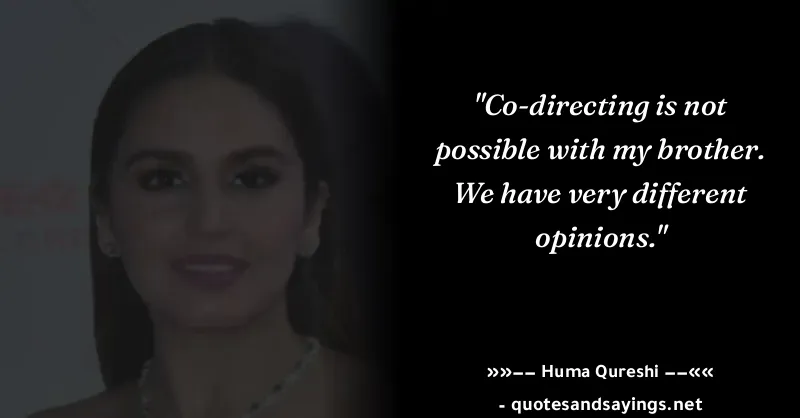 "Co-directing is not
possible with my brother.
We have very different
opinions."
»»–– Huma Qureshi ––««
- quotesandsayings.net